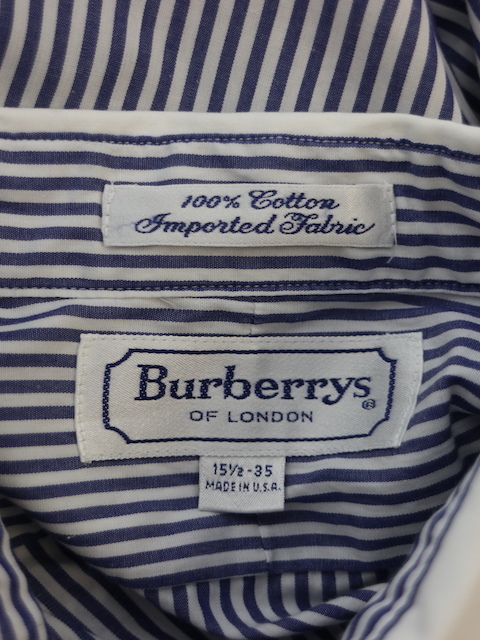 100% Cotton
Imported Fabric
Burberrys®
OF LONDON
15½-35
MADE IN U.S.A.